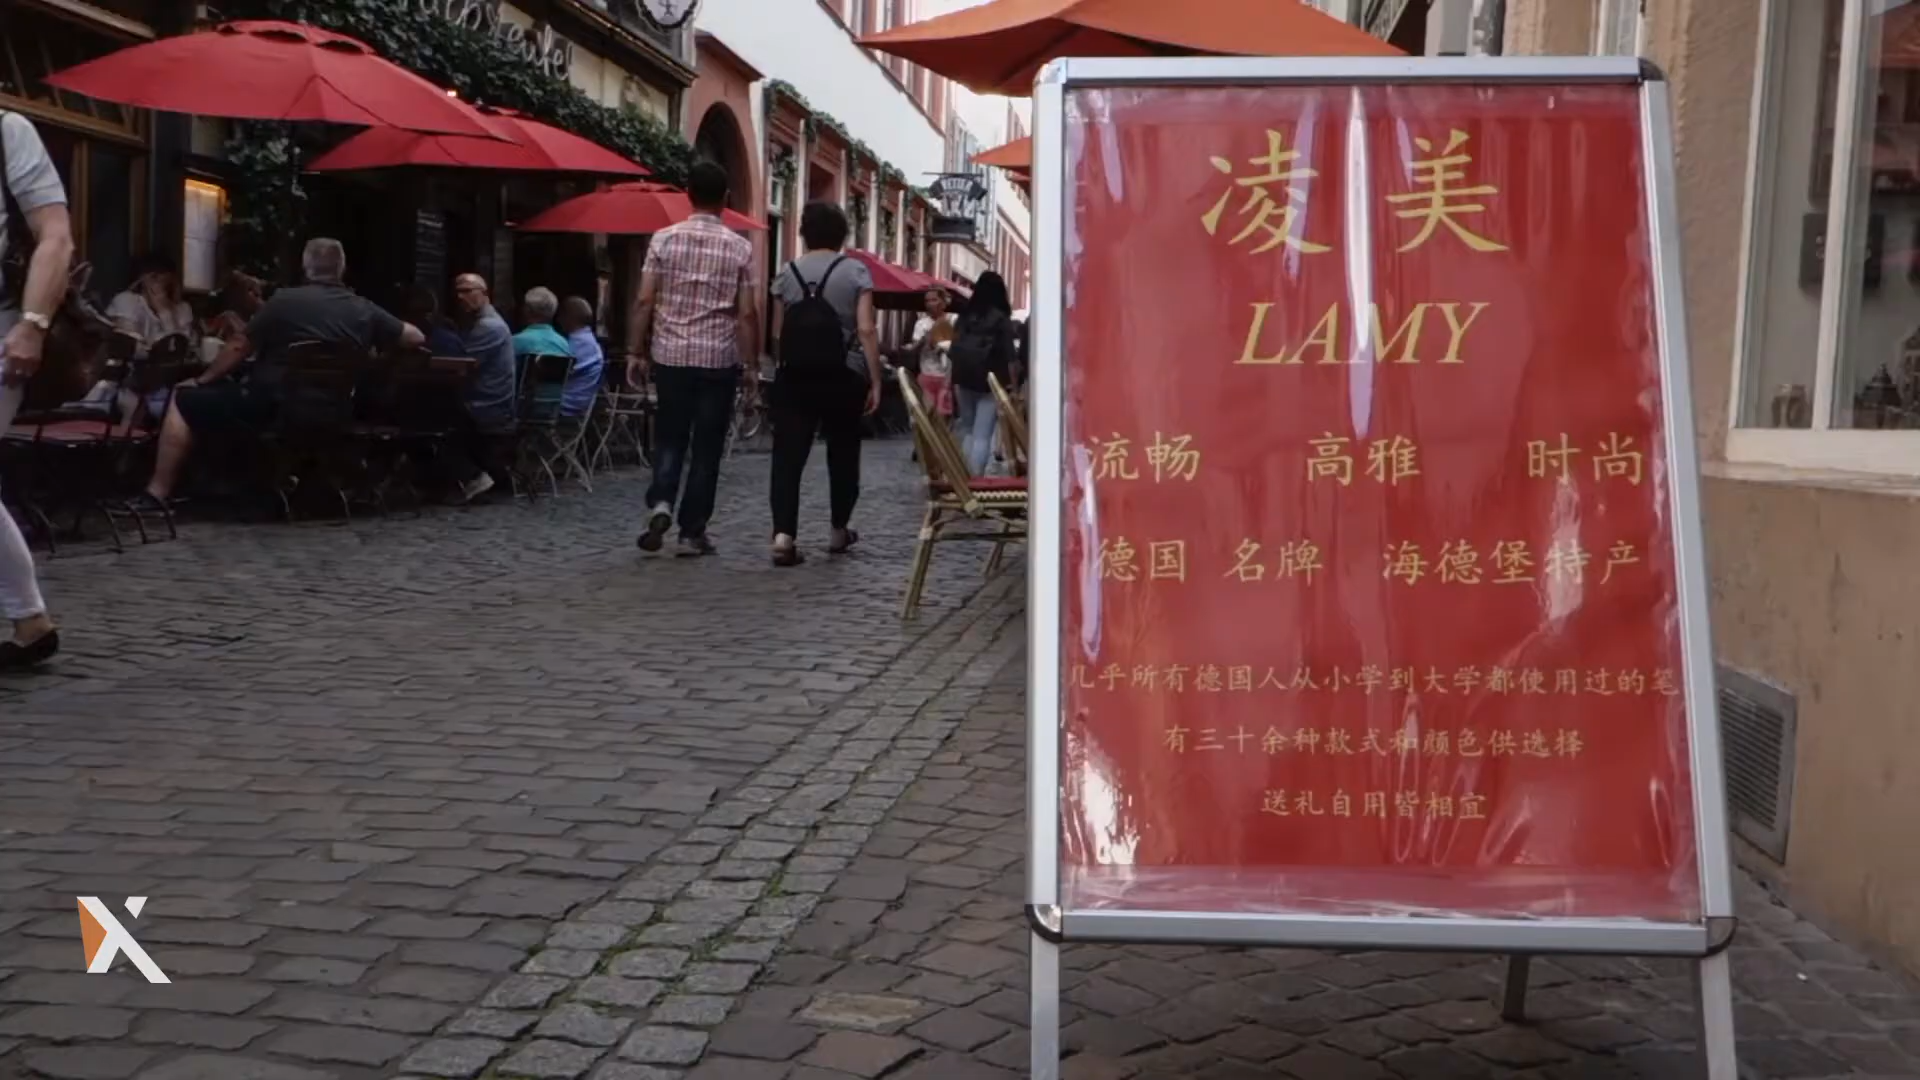 凌美
LAMY
流畅 高雅 时尚
德国 名牌 海德堡特产
几乎所有德国人从小学到大学都使用过的笔
有三十余种款式和颜色供选择
送礼自用皆相宜